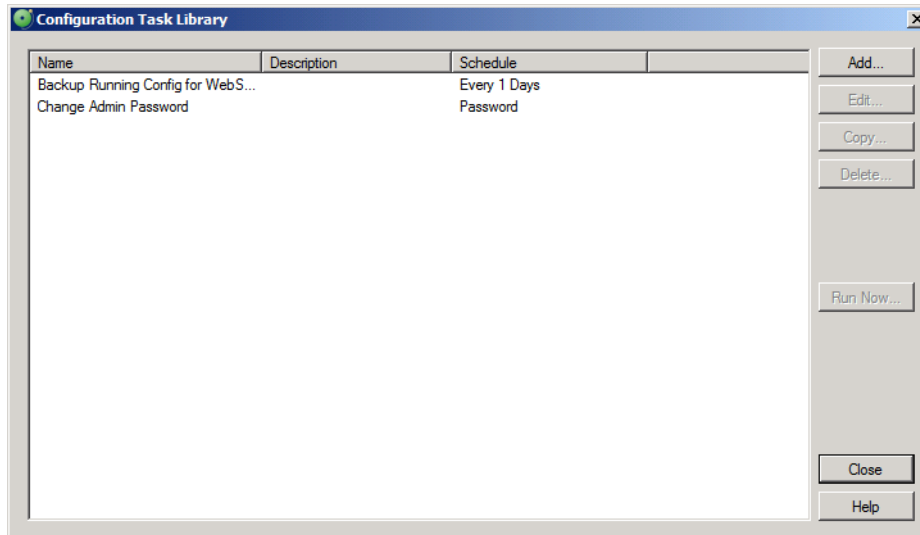 Configuration Task Library
Name Description Schedule
Add...
Backup Running Config for WebS... Every 1 Days
Change Admin Password Password
Edit...
Copy...
Delete...
Run Now...
Close
Help